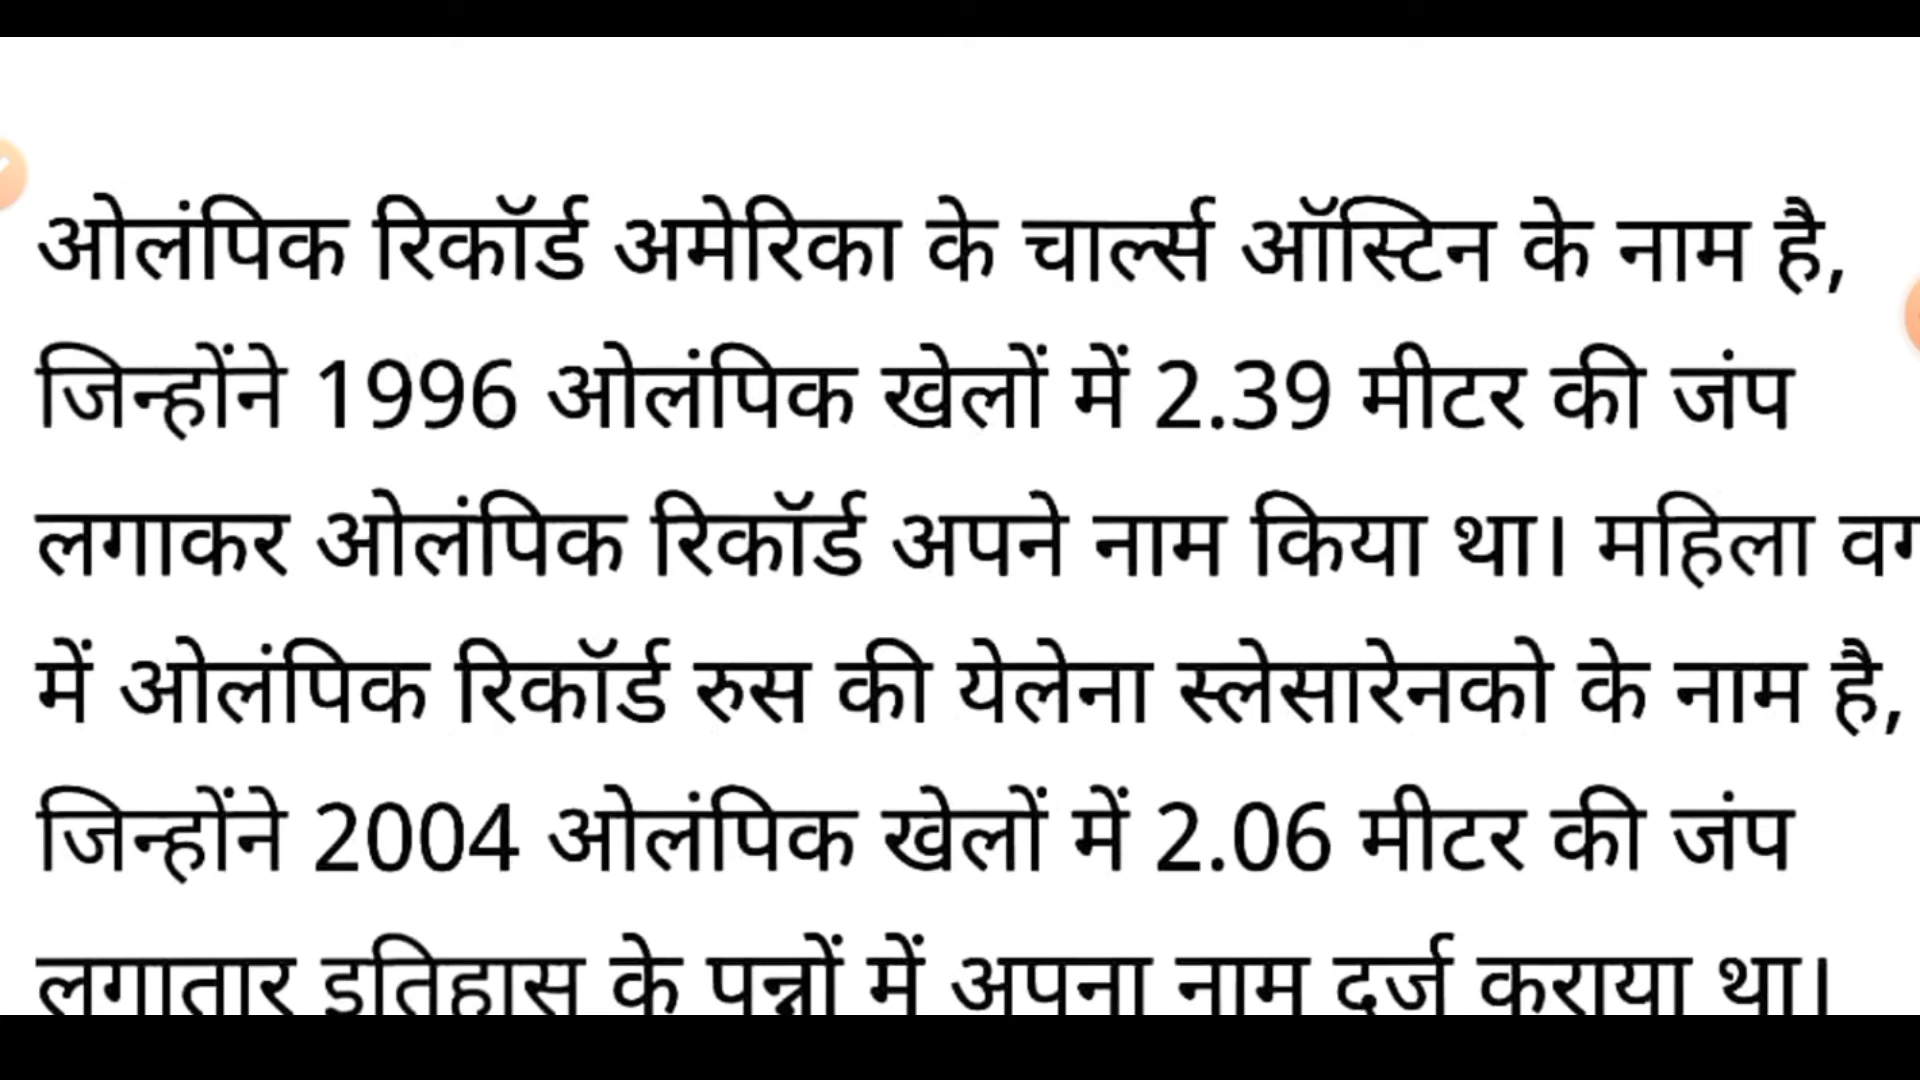 ओलंपिक रिकॉर्ड अमेरिका के चार्ल्स ऑस्टिन के नाम है,
जिन्होंने 1996 ओलंपिक खेलों में 2.39 मीटर की जंप
लगाकर ओलंपिक रिकॉर्ड अपने नाम किया था। महिला
में ओलंपिक रिकॉर्ड रुस की येलेना स्लेसारेनको के नाम है,
जिन्होंने 2004 ओलंपिक खेलों में 2.06 मीटर की जंप
लगातार इतिहास के पन्नों में अपना नाम दर्ज कराया था।